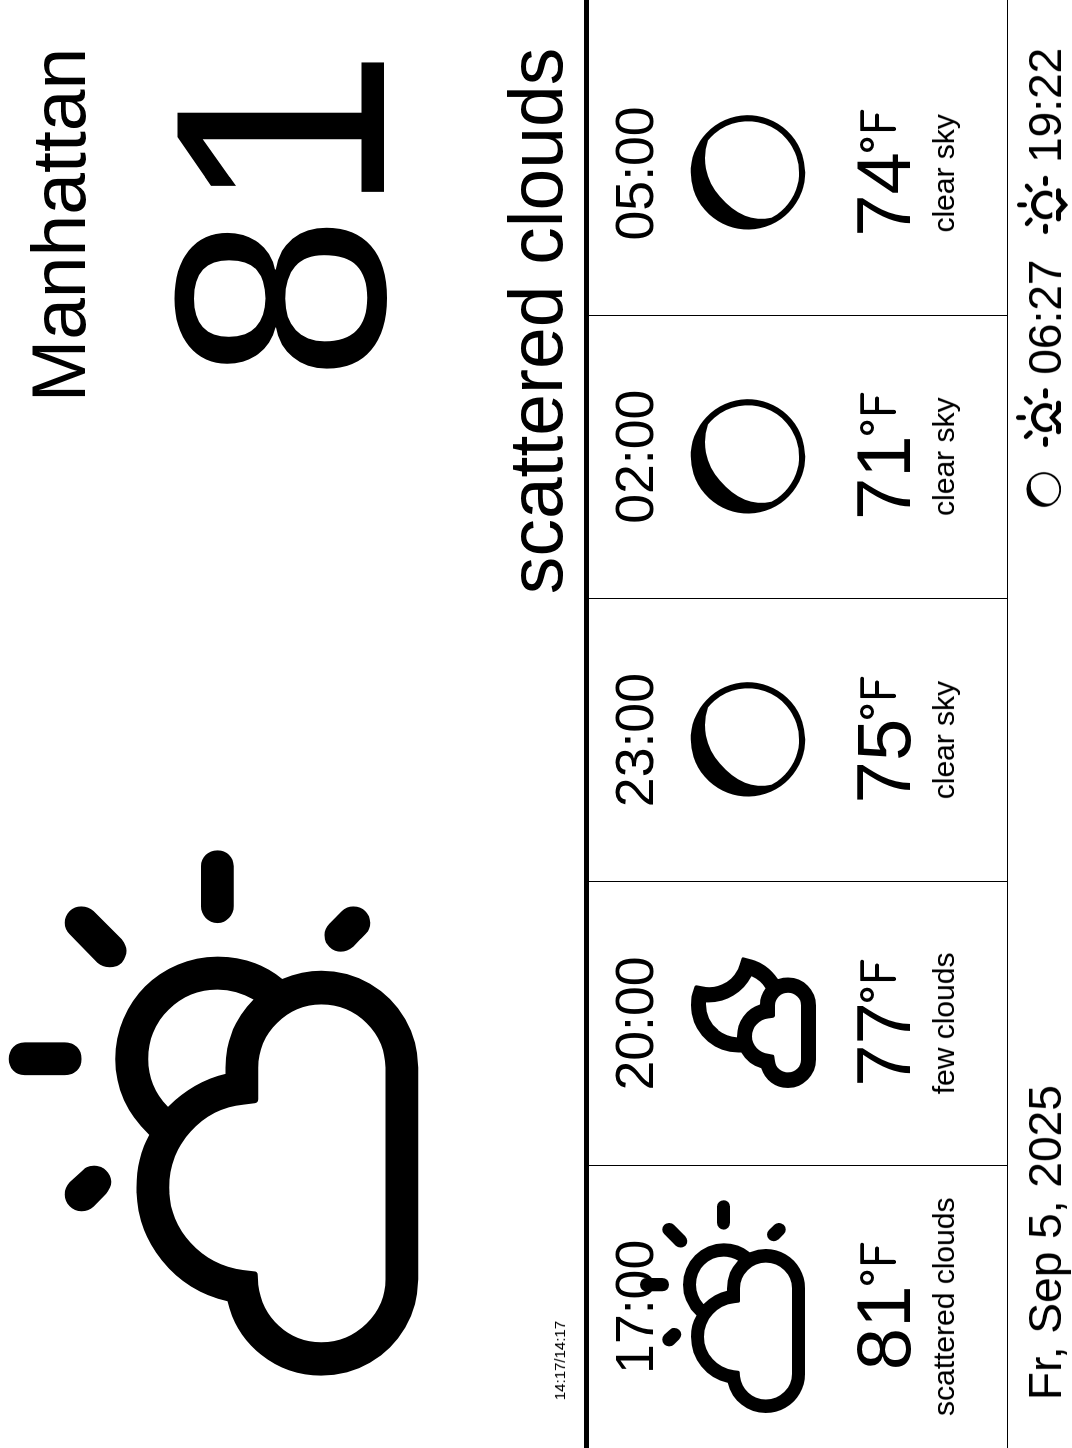 Manhattan
81
scattered clouds
14:17/14:17
17:00 20:00 23:00 02:00 05:00
81°F 77°F 75°F 71°F 74°F
scattered clouds few clouds clear sky clear sky clear sky
Fr, Sep 5, 2025 06:27 19:22